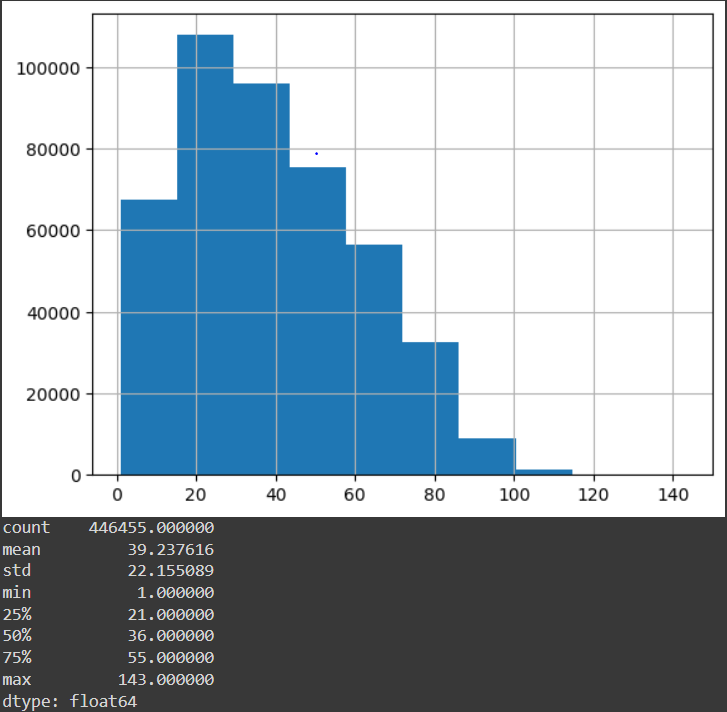 100000
80000
60000
40000
20000
0
0 20 40 60 80 100 120 140
count 446455.000000
mean 39.237616
std 22.155089
min 1.000000
25% 21.000000
50% 36.000000
75% 55.000000
max 143.000000
dtype: float64